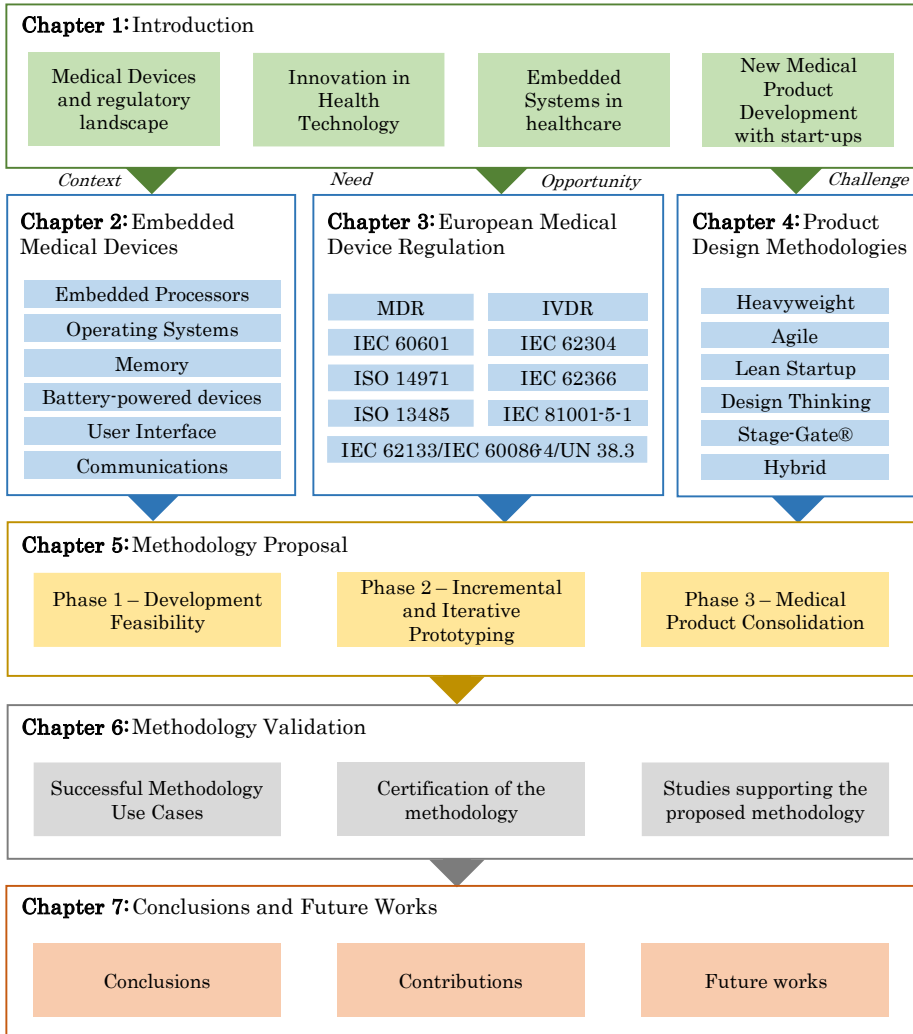 Chapter 1: Introduction
Medical Devices
and regulatory
landscape
Innovation in
Health
Technology
Embedded
Systems in
healthcare
New Medical
Product
Development
with start-ups
Context
Need
Opportunity
Challenge
Chapter 2: Embedded
Medical Devices
Embedded Processors
Operating Systems
Memory
Battery-powered devices
User Interface
Communications
Chapter 3: European Medical
Device Regulation
MDR
IVDR
IEC 60601
IEC 62304
ISO 14971
IEC 62366
ISO 13485
IEC 81001-5-1
IEC 62133/IEC 60086-4/UN 38.3
Chapter 4: Product
Design Methodologies
Heavyweight
Agile
Lean Startup
Design Thinking
Stage-Gate®
Hybrid
Chapter 5: Methodology Proposal
Phase 1 – Development
Feasibility
Phase 2 – Incremental
and Iterative
Prototyping
Phase 3 – Medical
Product Consolidation
Chapter 6: Methodology Validation
Successful Methodology
Use Cases
Certification of the
methodology
Studies supporting the
proposed methodology
Chapter 7: Conclusions and Future Works
Conclusions
Contributions
Future works